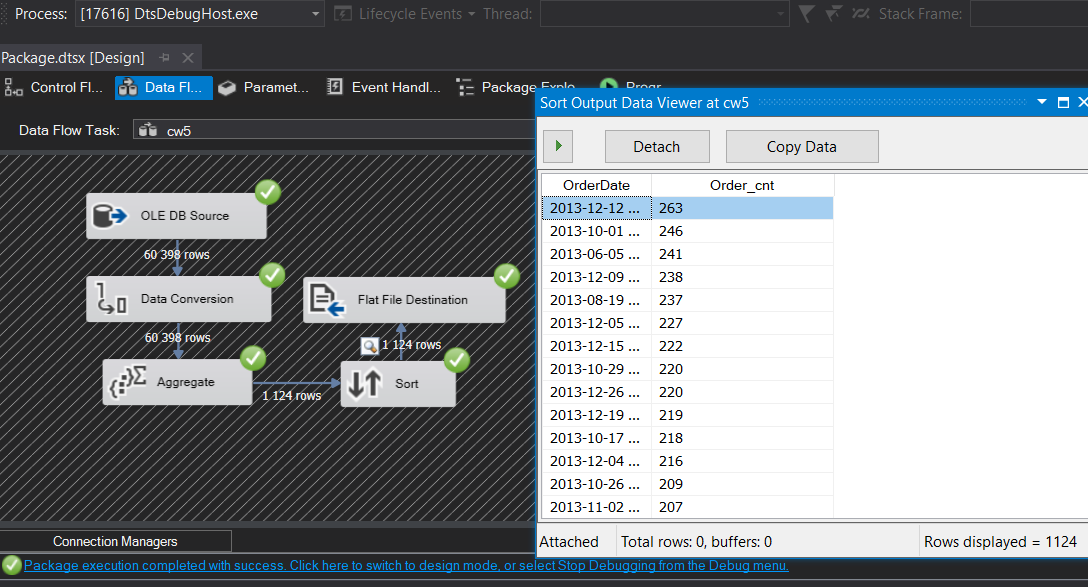 Process: [17616] DtsDebugHost.exe Lifecycle Events Thread: Stack Frame:
Package.dtsx [Design]
Control Fl... Data Fl... Paramet... Event Handl... Package Explo Progr
Data Flow Task: cw5
OLE DB Source
60 398 rows
Data Conversion
60 398 rows
Aggregate
1 124 rows
Sort
1 124 rows
Flat File Destination
Sort Output Data Viewer at cw5
Detach Copy Data
OrderDate Order_cnt
2013-12-12 ... 263
2013-10-01 ... 246
2013-06-05 ... 241
2013-12-09 ... 238
2013-08-19 ... 237
2013-12-05 ... 227
2013-12-15 ... 222
2013-10-29 ... 220
2013-12-26 ... 220
2013-12-19 ... 219
2013-10-17 ... 218
2013-12-04 ... 216
2013-10-26 ... 209
2013-11-02 ... 207
Attached Total rows: 0, buffers: 0 Rows displayed = 1124
Connection Managers
Package execution completed with success. Click here to switch to design mode, or select Stop Debugging from the Debug menu.